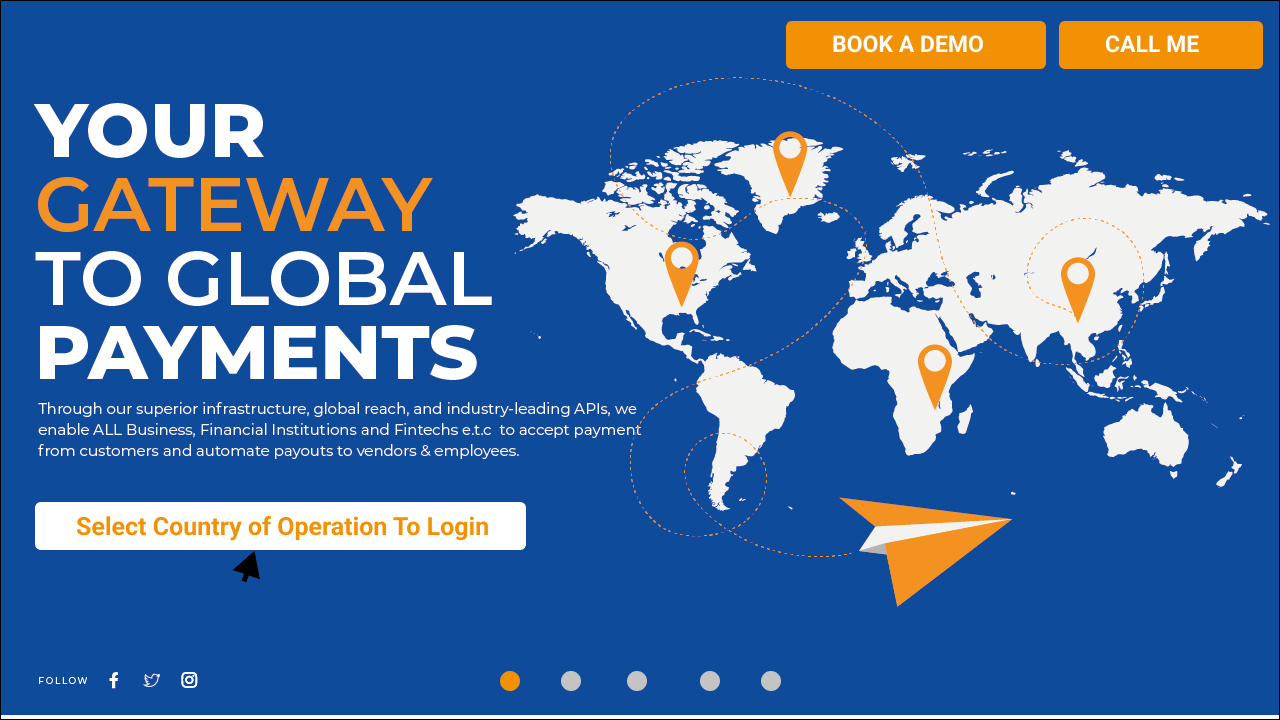 BOOK A DEMO
CALL ME
YOUR
GATEWAY
TO GLOBAL
PAYMENTS
Through our superior infrastructure, global reach, and industry-leading APIs, we
enable ALL Business, Financial Institutions and Fintechs e.t.c  to accept payment
from customers and automate payouts to vendors & employees.
Select Country of Operation To Login
FOLLOW